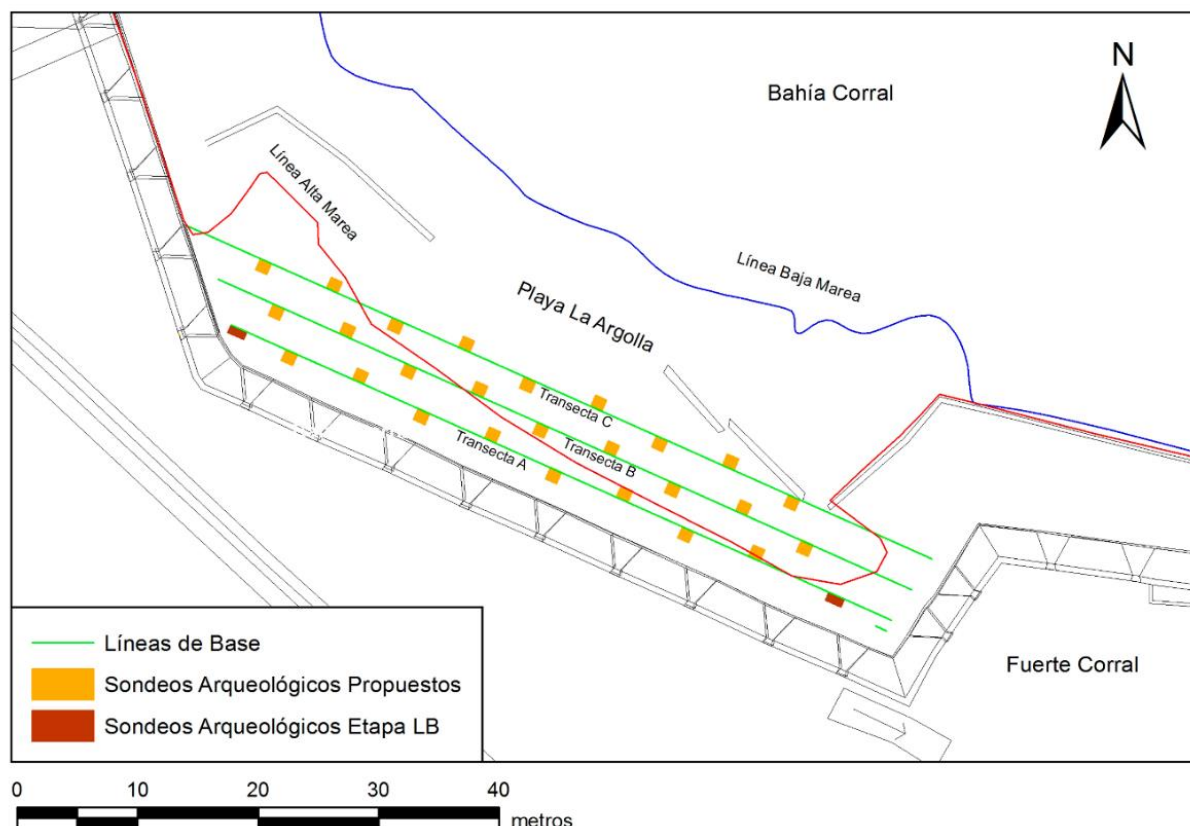 N
Bahía Corral
Línea Alta Marea
Línea Baja Marea
Playa La Argolla
Transecta C
Transecta B
Transecta A
Fuerte Corral
Líneas de Base
Sondeos Arqueológicos Propuestos
Sondeos Arqueológicos Etapa LB
0 10 20 30 40
metros